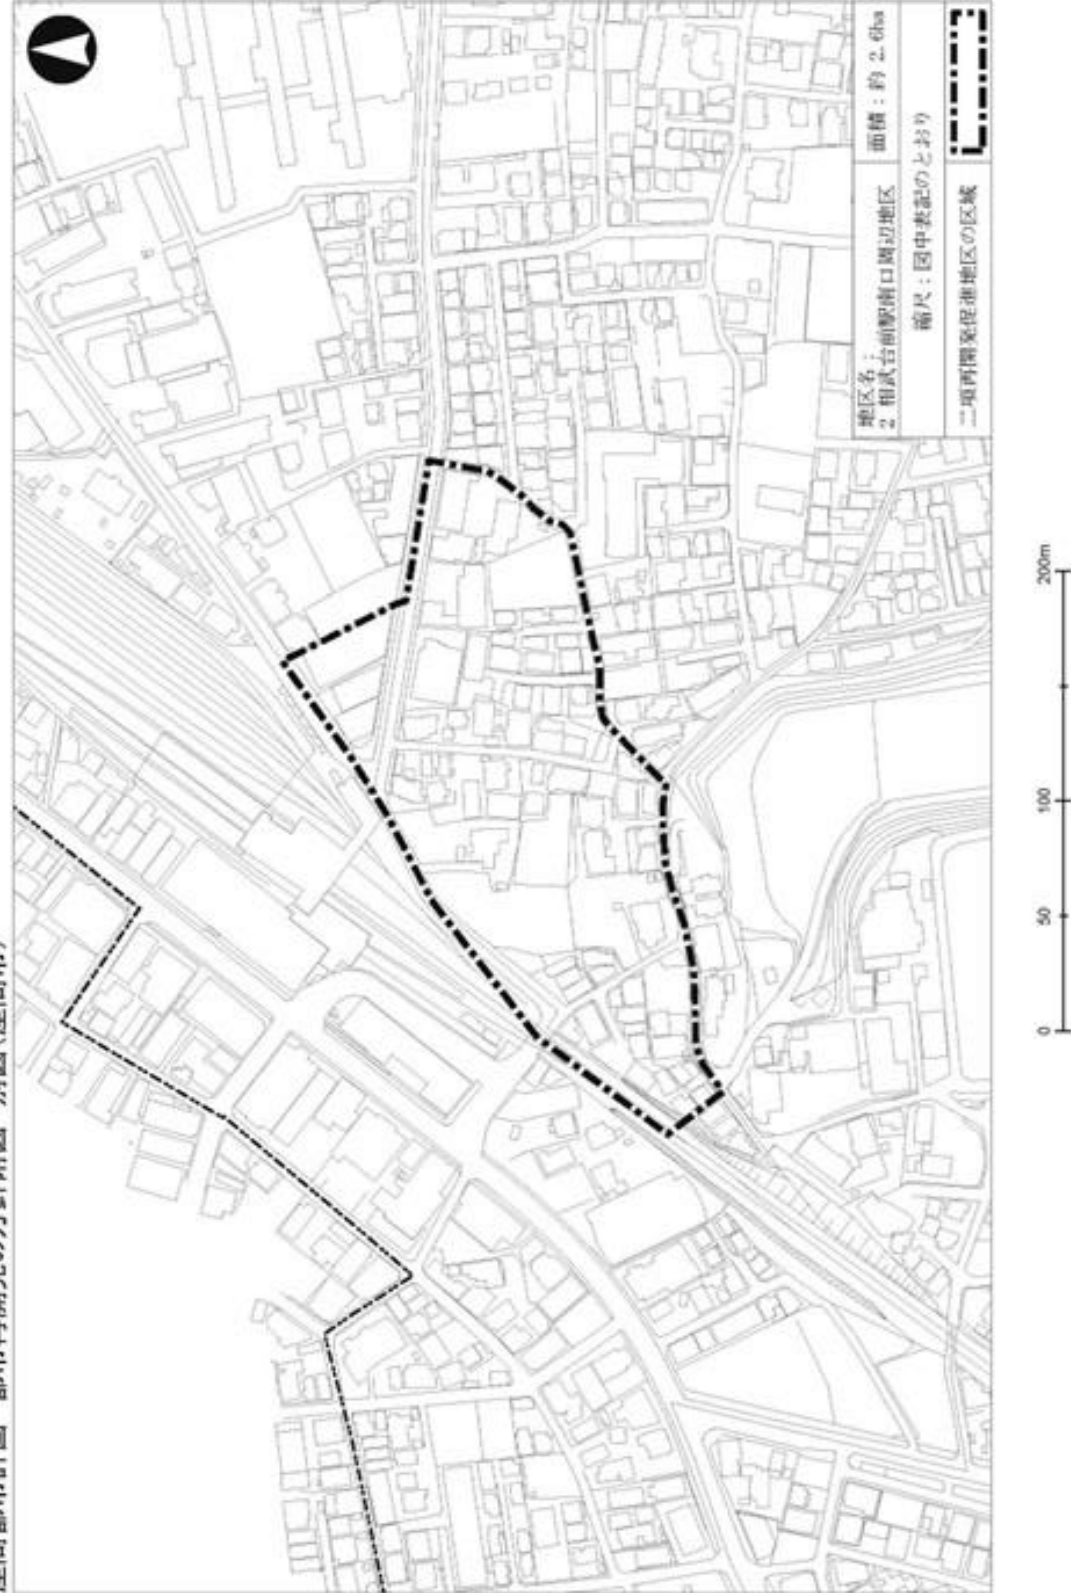 地区名：
2 相武台前駅南口周辺地区
面積：約 2.6ha
縮尺：図中表記のとおり
二項再開発促進地区の区域
0
50
100
200m